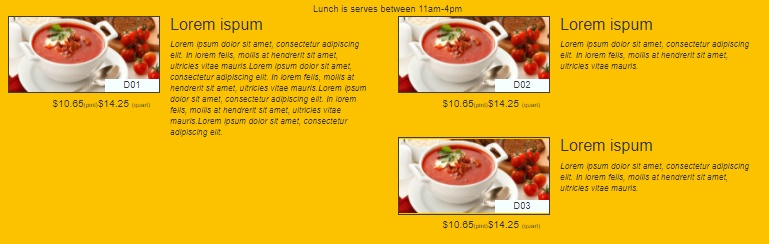 Lunch is serves between 11am-4pm
Lorem ispum
Lorem ipsum dolor sit amet, consectetur adipiscing
elit. In lorem felis, mollis at hendrerit sit amet,
ultricies vitae mauris.Lorem ipsum dolor sit amet,
consectetur adipiscing elit. In lorem felis, mollis at
hendrerit sit amet, ultricies vitae mauris.Lorem ipsum
dolor sit amet, consectetur adipiscing elit. In lorem
felis, mollis at hendrerit sit amet, ultricies vitae
mauris.Lorem ipsum dolor sit amet, consectetur
adipiscing elit.
D01
$10.65(pint)$14.25 (quart)
Lorem ispum
Lorem ipsum dolor sit amet, consectetur adipiscing
elit. In lorem felis, mollis at hendrerit sit amet,
ultricies vitae mauris.
D02
$10.65(pint)$14.25 (quart)
Lorem ispum
Lorem ipsum dolor sit amet, consectetur adipiscing
elit. In lorem felis, mollis at hendrerit sit amet,
ultricies vitae mauris.
D03
$10.65(pint)$14.25 (quart)